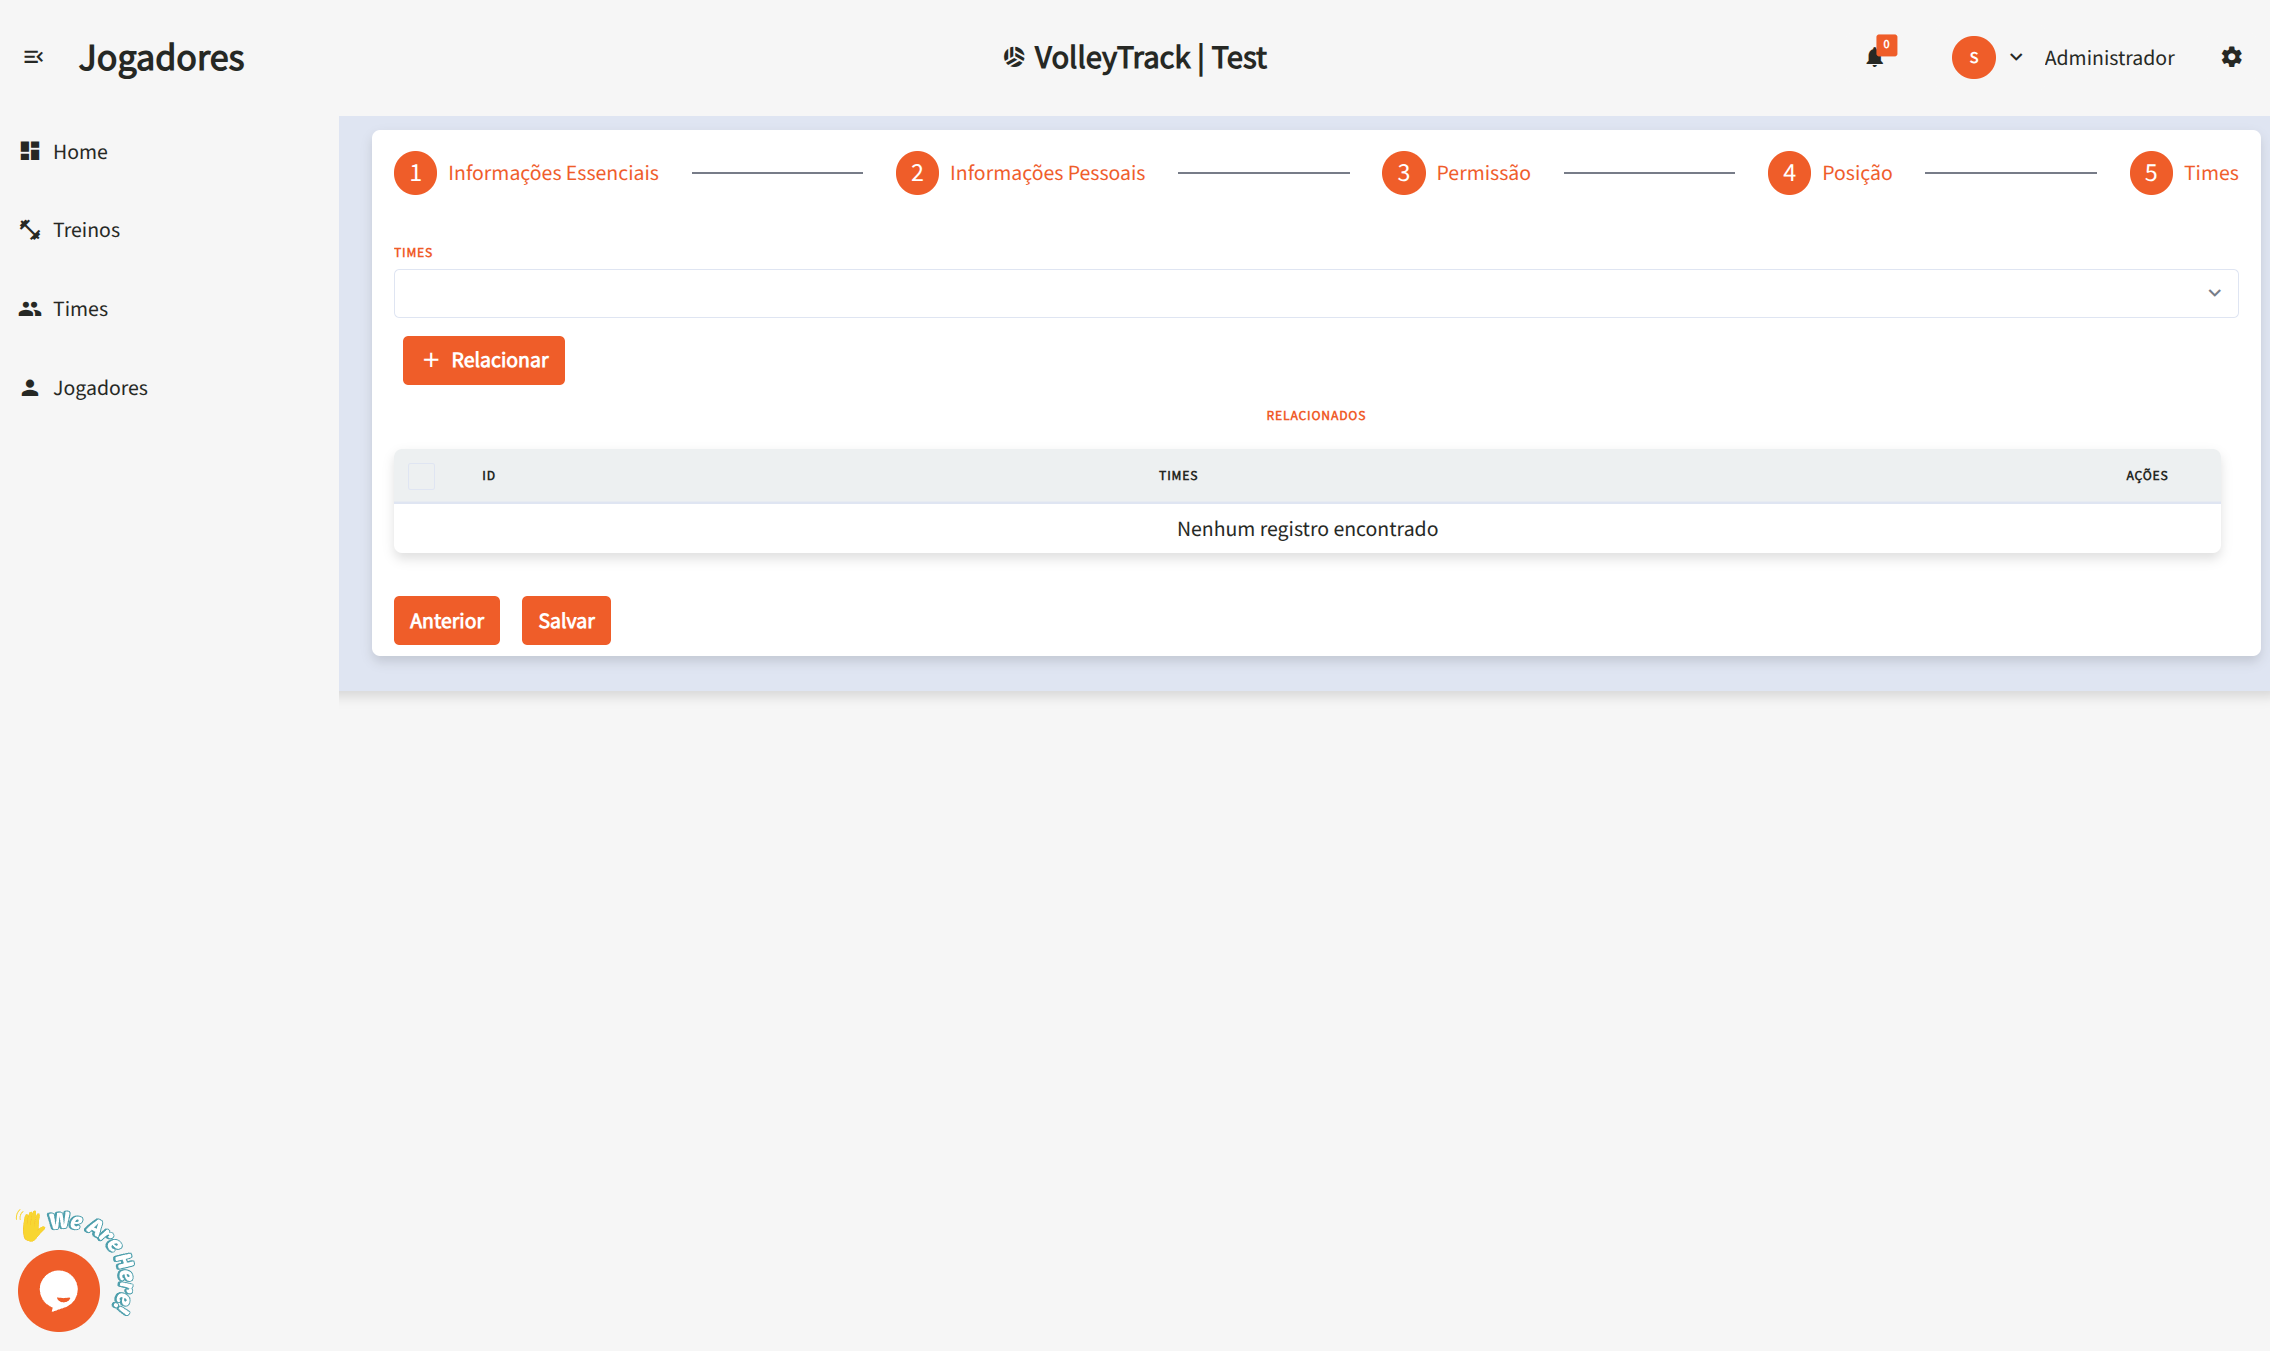 Jogadores
VolleyTrack | Test
0
S
Administrador
Home
Treinos
Times
Jogadores
1 Informações Essenciais
2 Informações Pessoais
3 Permissão
4 Posição
5 Times
TIMES
+ Relacionar
RELACIONADOS
ID TIMES AÇÕES
Nenhum registro encontrado
Anterior Salvar
We Are Here!